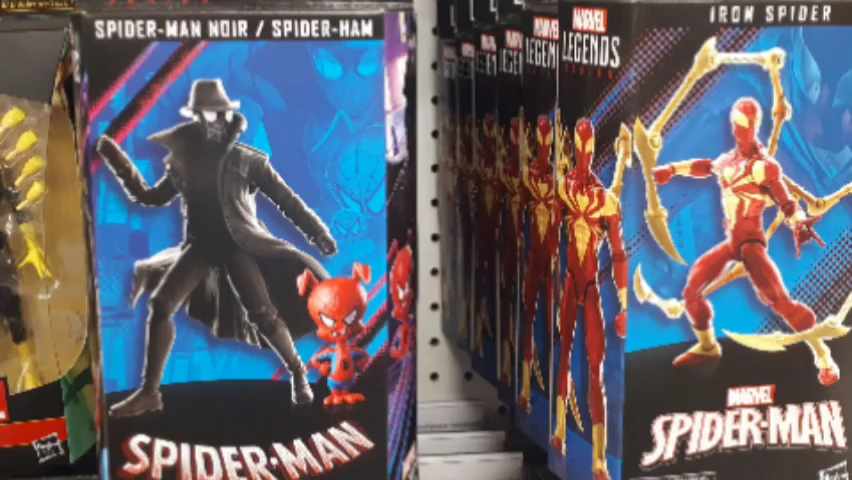 SPIDER-MAN NOIR / SPIDER-HAM
SPIDER-MAN
MARVEL
LEGENDS
SERIES
IRON SPIDER
MARVEL
SPIDER-MAN